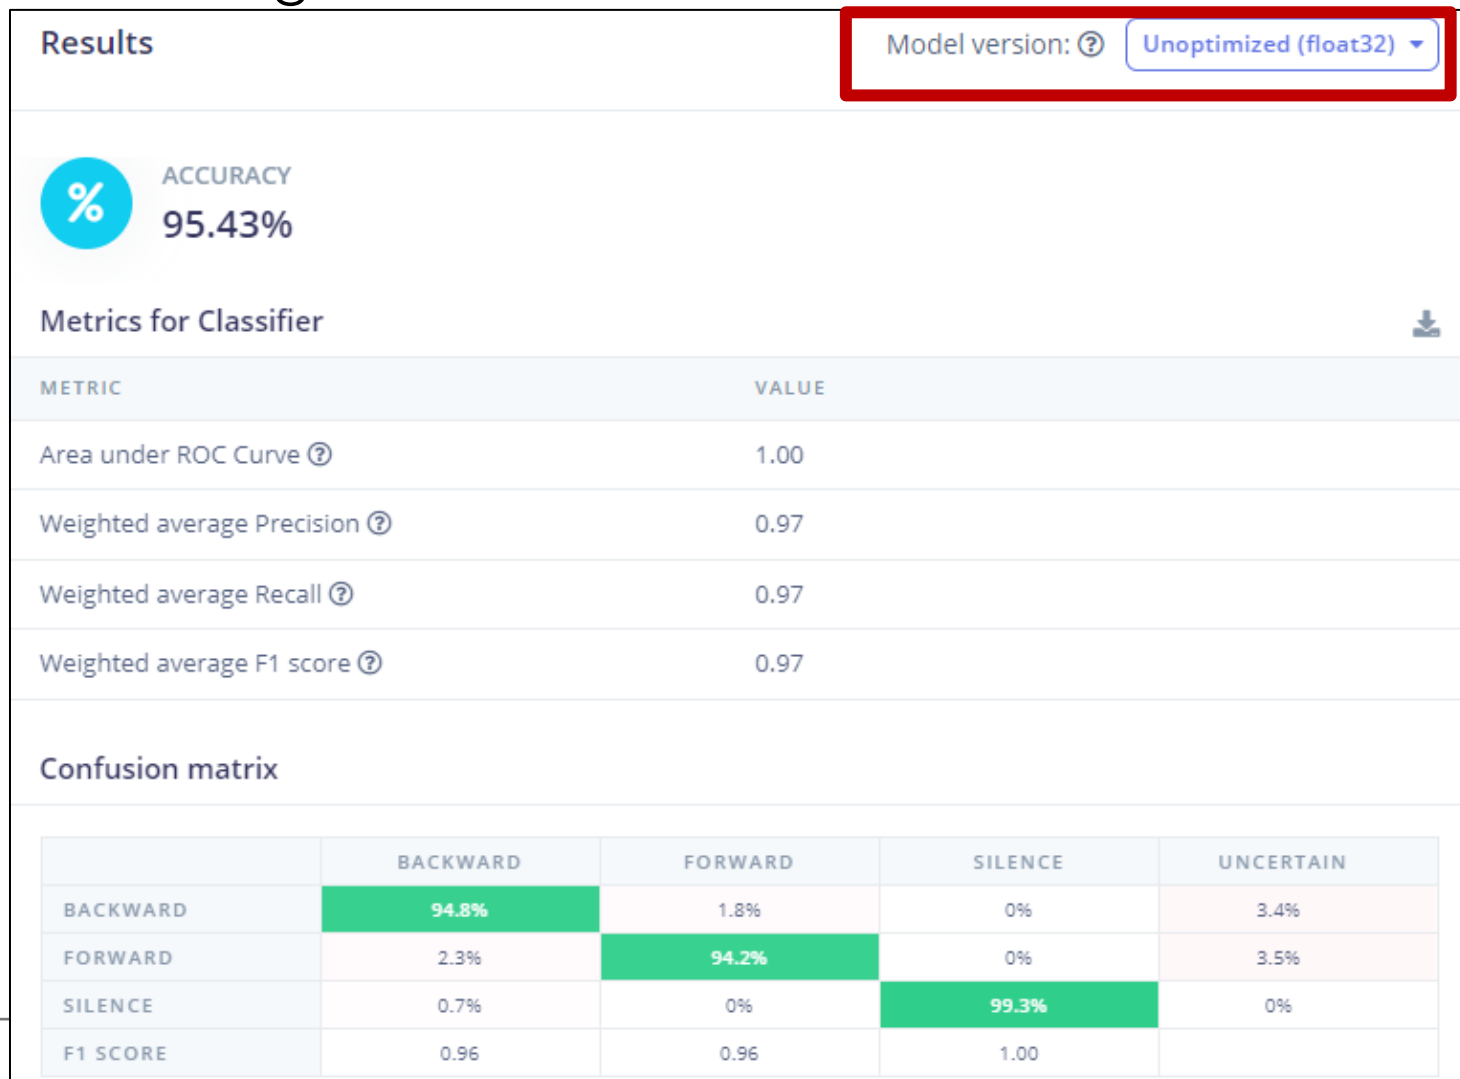 Results
Model version: ? Unoptimized (float32)
%
ACCURACY
95.43%
Metrics for Classifier
METRIC VALUE
Area under ROC Curve ? 1.00
Weighted average Precision ? 0.97
Weighted average Recall ? 0.97
Weighted average F1 score ? 0.97
Confusion matrix
BACKWARD FORWARD SILENCE UNCERTAIN
BACKWARD 94.8% 1.8% 0% 3.4%
FORWARD 2.3% 94.2% 0% 3.5%
SILENCE 0.7% 0% 99.3% 0%
F1 SCORE 0.96 0.96 1.00